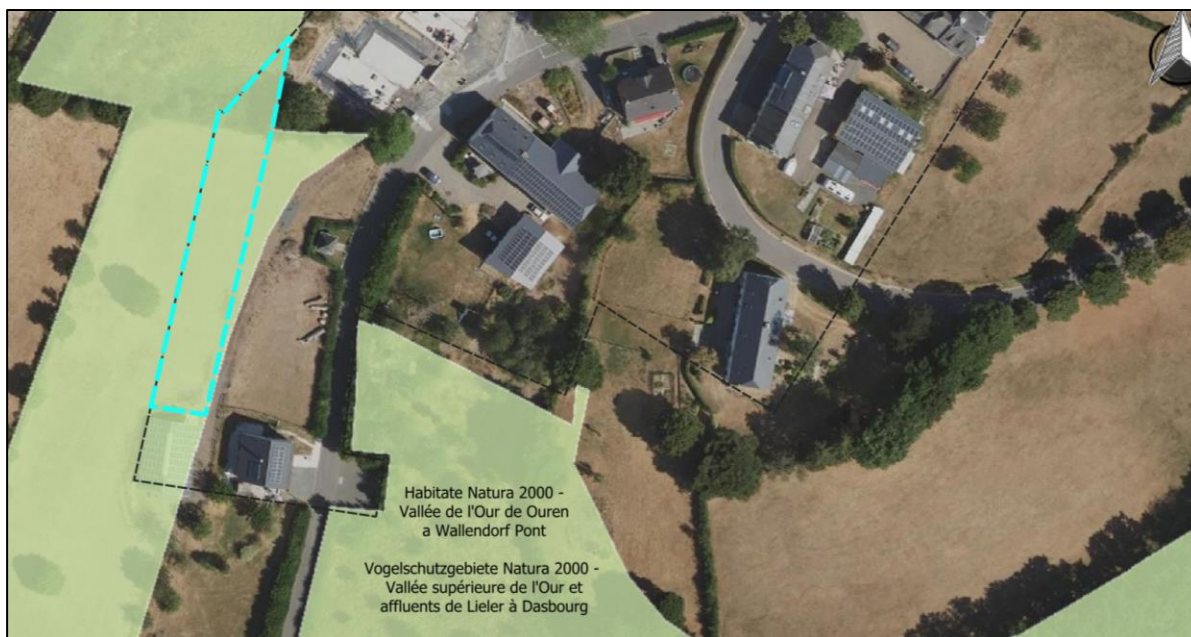 Habitate Natura 2000 -
Vallée de l'Our de Ouren
a Wallendorf Pont
Vogelschutzgebiete Natura 2000 -
Vallée supérieure de l'Our et
affluents de Lieler à Dasbourg